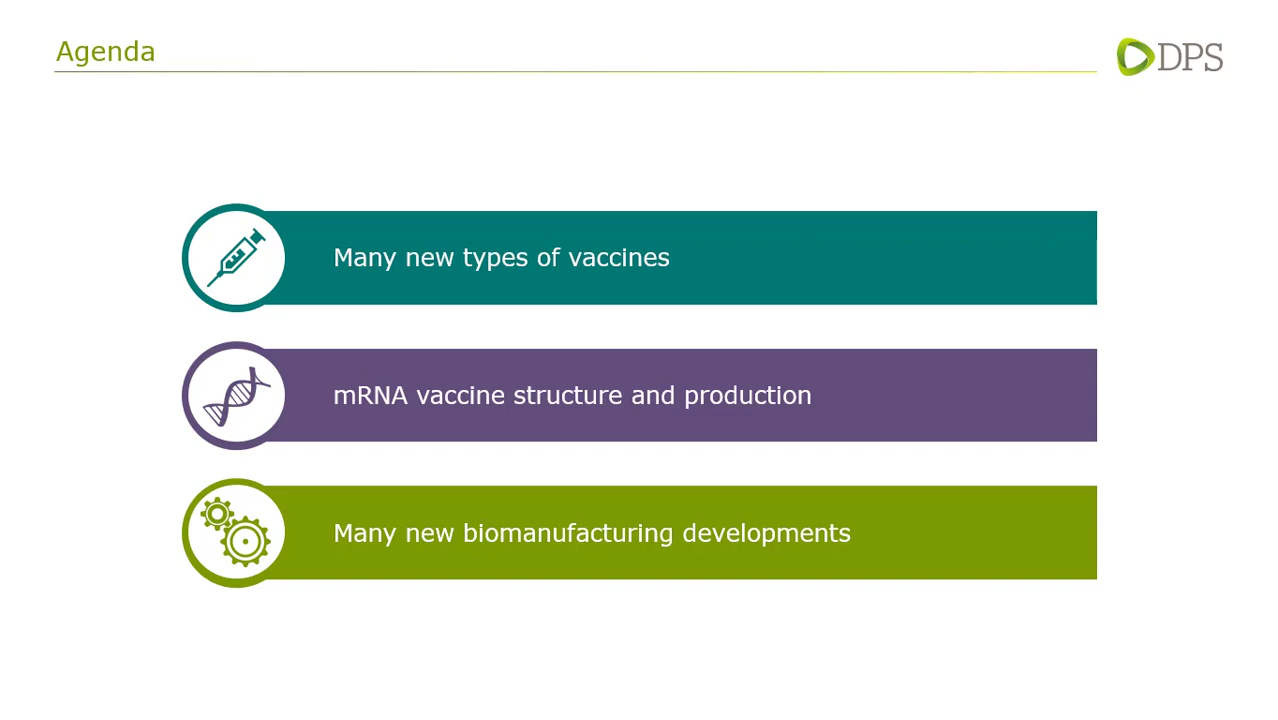 Agenda
DPS
Many new types of vaccines
mRNA vaccine structure and production
Many new biomanufacturing developments